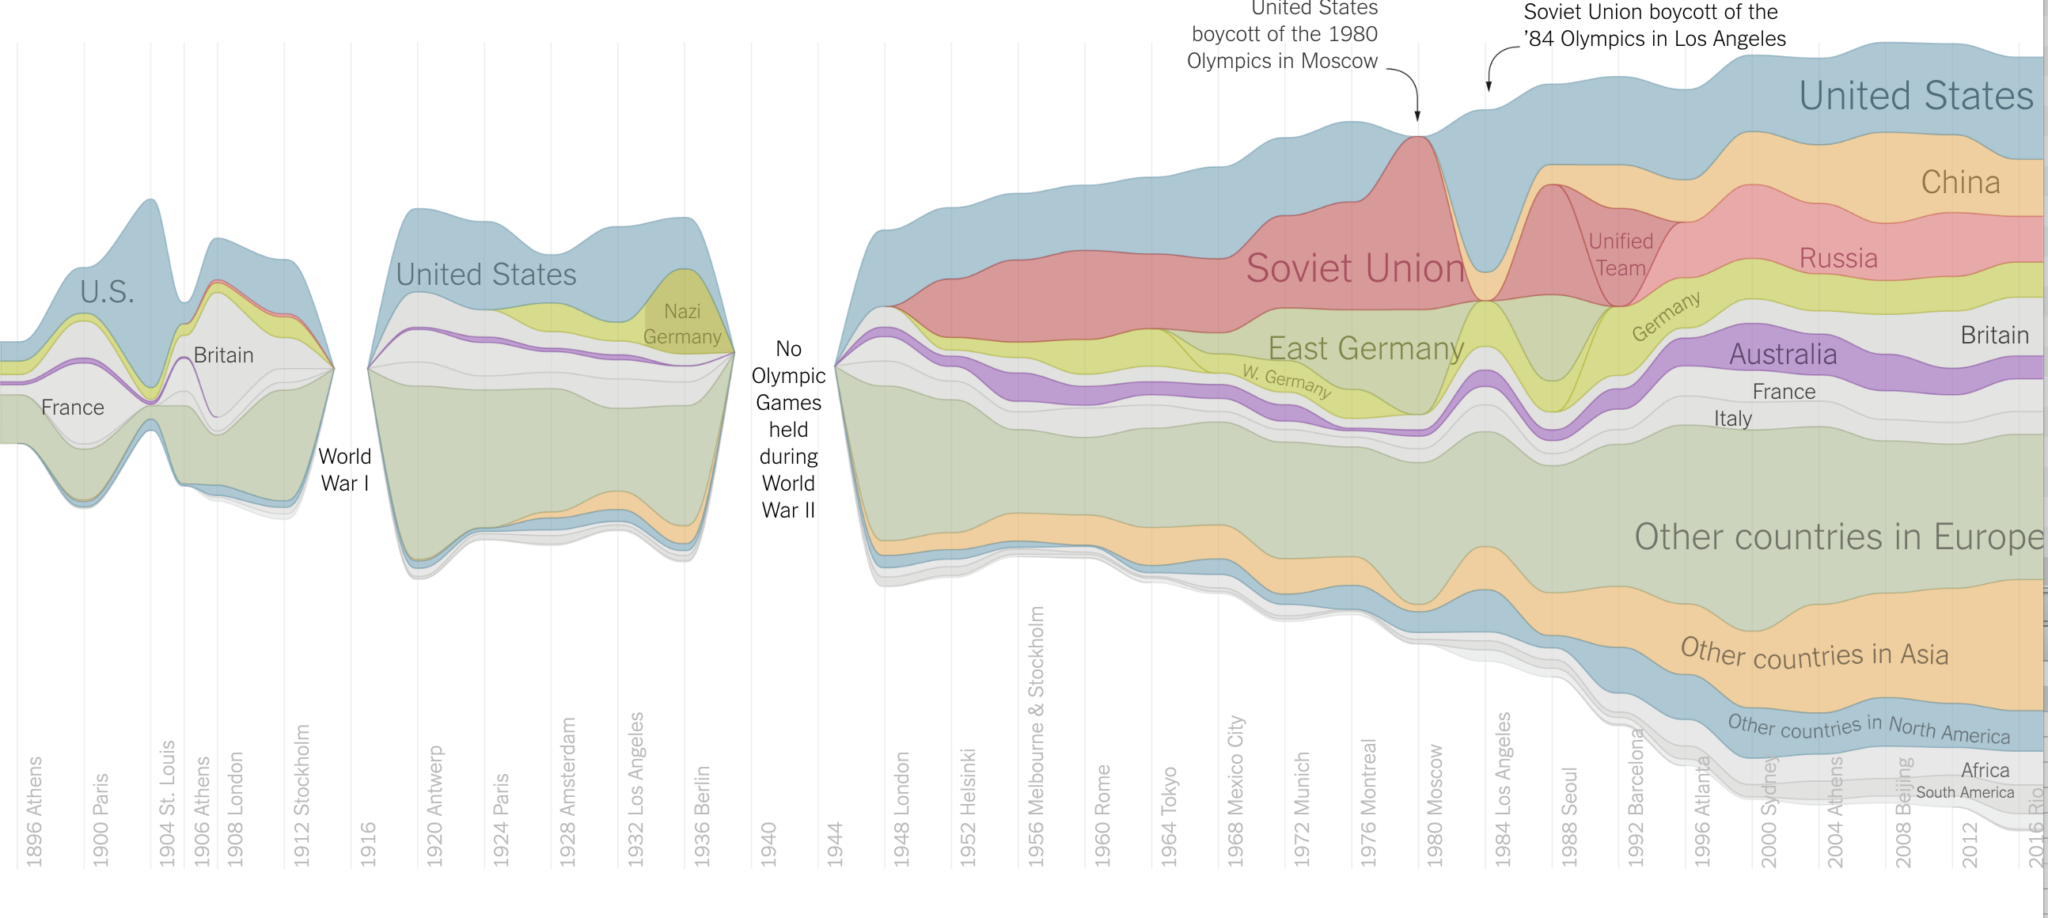 United States
boycott of the 1980
Olympics in Moscow
Soviet Union boycott of the
’84 Olympics in Los Angeles
United States
China
Russia
Britain
Australia
France
Italy
Germany
Unified
Team
Soviet Union
East Germany
W. Germany
Other countries in Europe
Other countries in Asia
Other countries in North America
Africa
South America
U.S.
Britain
France
World
War I
United States
Nazi
Germany
No
Olympic
Games
held
during
World
War II
1896 Athens
1900 Paris
1904 St. Louis
1906 Athens
1908 London
1912 Stockholm
1916
1920 Antwerp
1924 Paris
1928 Amsterdam
1932 Los Angeles
1936 Berlin
1940
1944
1948 London
1952 Helsinki
1956 Melbourne & Stockholm
1960 Rome
1964 Tokyo
1968 Mexico City
1972 Munich
1976 Montreal
1980 Moscow
1984 Los Angeles
1988 Seoul
1992 Barcelona
1996 Atlanta
2000 Sydney
2004 Athens
2008 Beijing
2012
2016 Rio